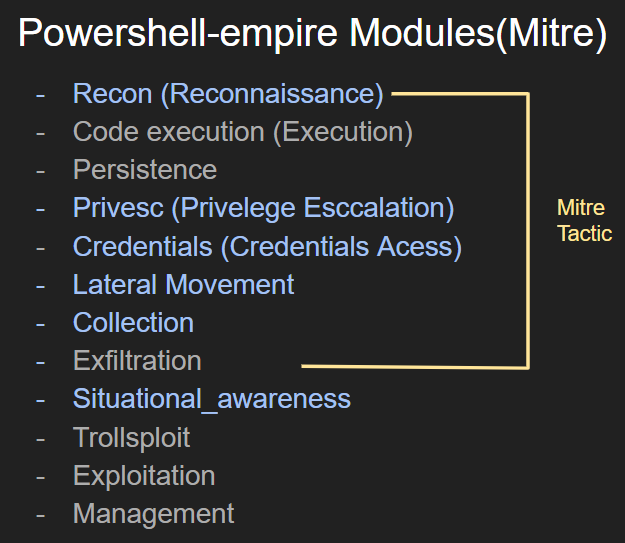 Powershell-empire Modules(Mitre)
- Recon (Reconnaissance)
- Code execution (Execution)
- Persistence
- Privesc (Privelege Esccalation)
- Credentials (Credentials Acess)
- Lateral Movement
- Collection
- Exfiltration
- Situational_awareness
- Trollsploit
- Exploitation
- Management
Mitre
Tactic